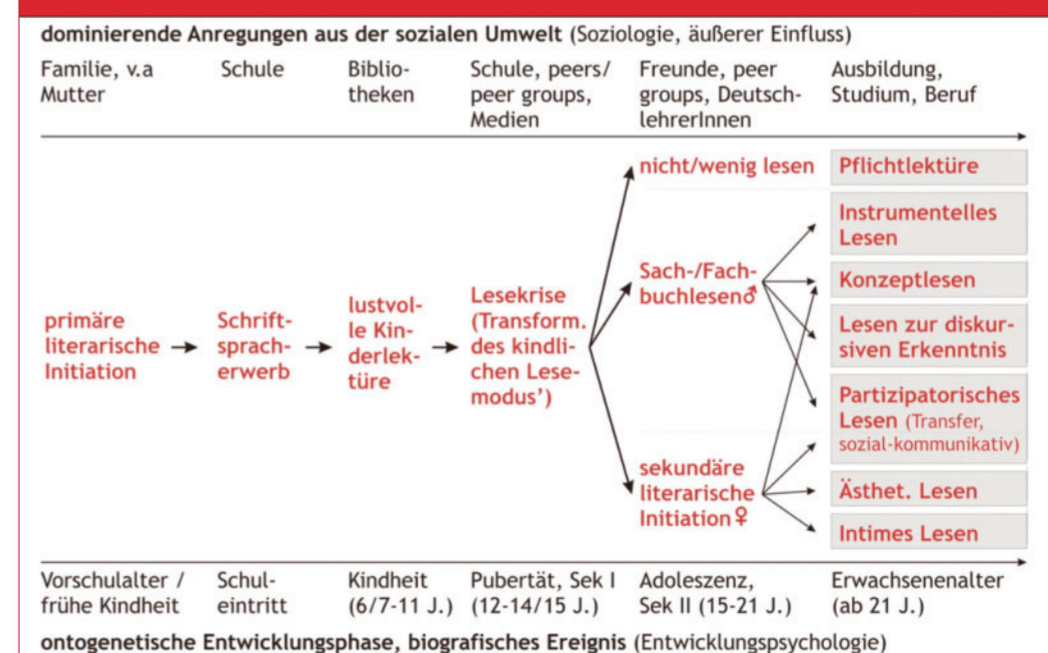 dominierende Anregungen aus der sozialen Umwelt (Soziologie, äußerer Einfluss)
Familie, v.a
Mutter
Schule
Biblio-
theken
Schule, peers/
peer groups,
Medien
Freunde, peer
groups, Deutsch-
lehrerInnen
Ausbildung,
Studium, Beruf
primäre
literarische
Initiation
Schrift-
sprach-
erwerb
lustvol-
le Kin-
derlek-
türe
Lesekrise
(Transform.
des kindli-
chen Lese-
modus’)
nicht/wenig lesen
Sach-/Fach-
buchlesen♂
sekundäre
literarische
Initiation♀
Pflichtlektüre
Instrumentelles
Lesen
Konzeptlesen
Lesen zur diskur-
siven Erkenntnis
Partizipatorisches
Lesen (Transfer,
sozial-kommunikativ)
Ästhet. Lesen
Intimes Lesen
Vorschulalter /
frühe Kindheit
Schul-
eintritt
Kindheit
(6/7-11 J.)
Pubertät, Sek I
(12-14/15 J.)
Adoleszenz,
Sek II (15-21 J.)
Erwachsenenalter
(ab 21 J.)
ontogenetische Entwicklungsphase, biografisches Ereignis (Entwicklungspsychologie)